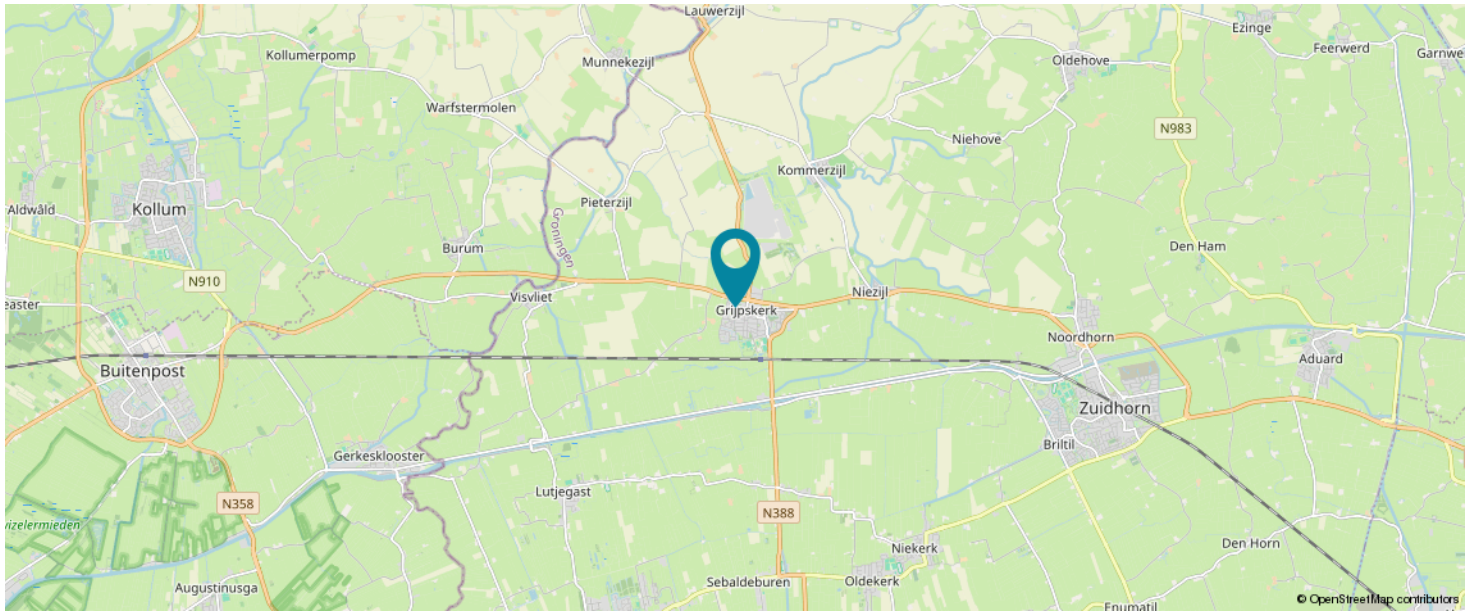 Lauwerzijl
Ezinge
Feerwerd
Garnwe
Kollumerpomp
Munnekezijl
Oldehove
Warfstermolen
N983
Niehove
Kommerzijl
Aldwâld
Kollum
Pieterzijl
Groningen
Burum
Den Ham
N910
easter
Visvliet
Niezijl
Grijpskerk
Noordhorn
Aduard
Buitenpost
Zuidhorn
Briltil
Gerkesklooster
Lutjegast
N358
N388
wizelermieden
Niekerk
Den Horn
Augustinusga
Sebaldeburen
Oldekerk
Enumatil
© OpenStreetMap contributors